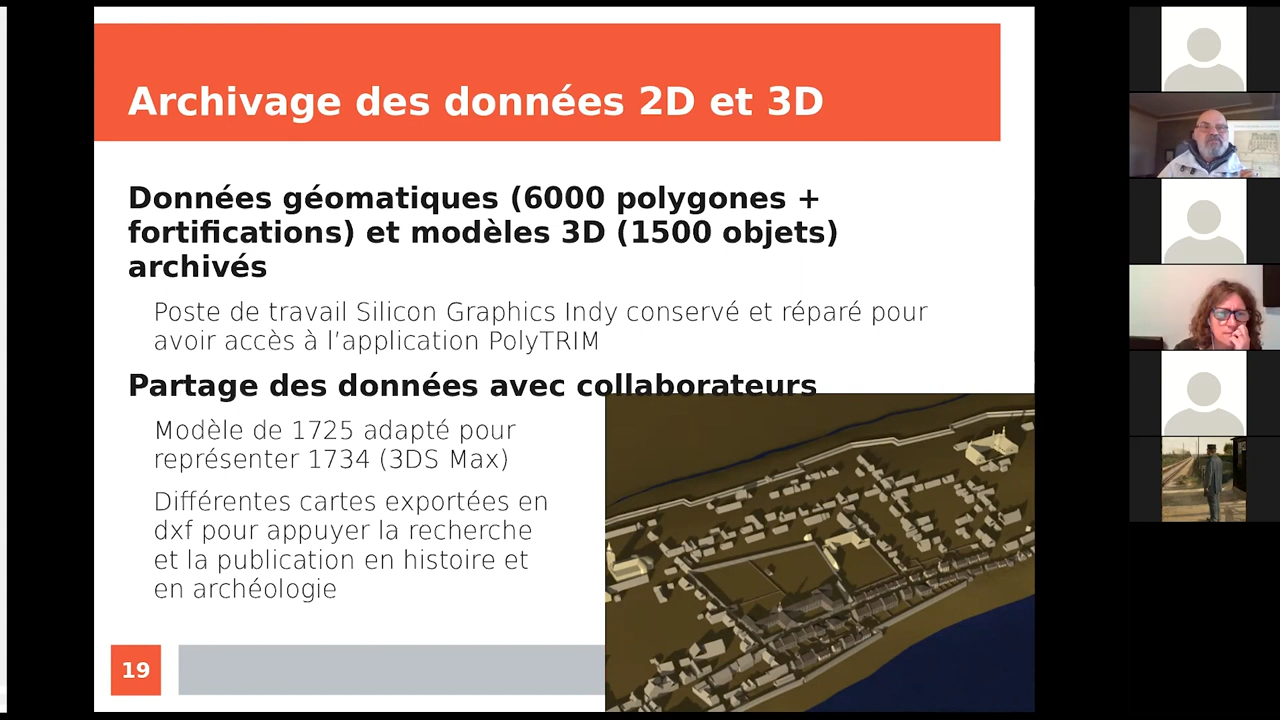 Archivage des données 2D et 3D
Données géomatiques (6000 polygones +
fortifications) et modèles 3D (1500 objets)
archivés
Poste de travail Silicon Graphics Indy conservé et réparé pour
avoir accès à l’application PolyTRIM
Partage des données avec collaborateurs
Modèle de 1725 adapté pour
représenter 1734 (3DS Max)
Différentes cartes exportées en
dxf pour appuyer la recherche
et la publication en histoire et
en archéologie
19